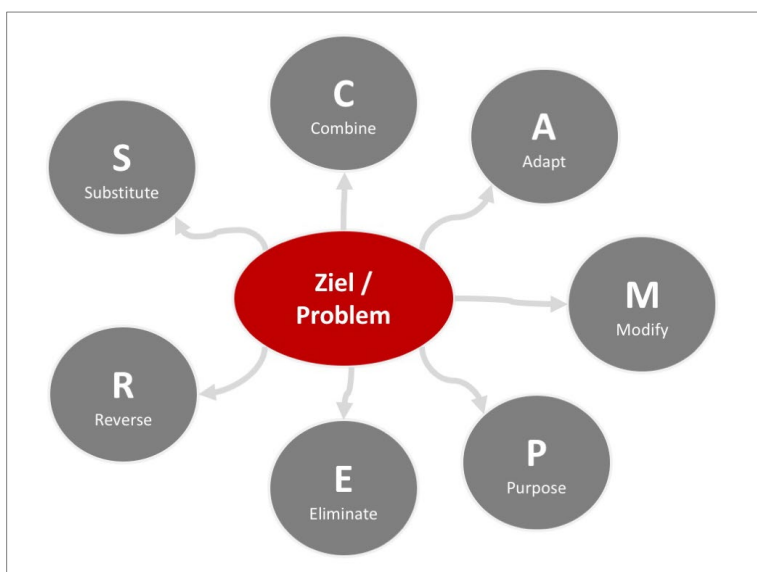 S
Substitute
C
Combine
A
Adapt
M
Modify
P
Purpose
E
Eliminate
R
Reverse
Ziel /
Problem